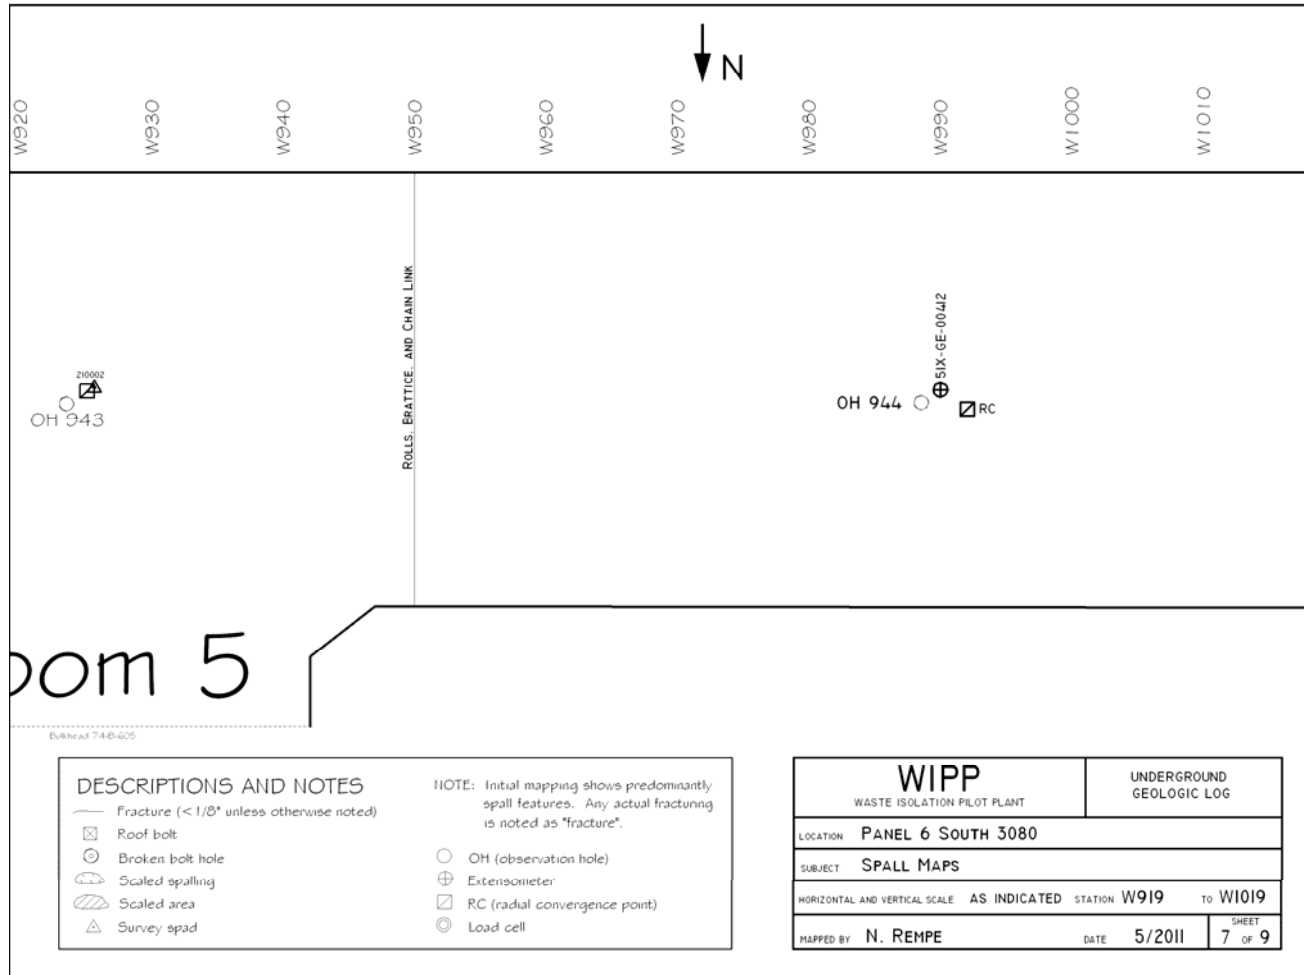 N
W920
W930
W940
W950
W960
W970
W980
W990
W1000
W1010
210002
OH 943
ROLLS, BRATTICE, AND CHAIN LINK
51X-GE-00412
OH 944
RC
oom 5
Bulkhead 74-B-605
DESCRIPTIONS AND NOTES
Fracture (<1/8" unless otherwise noted)
Roof bolt
Broken bolt hole
Scaled spalling
Scaled area
Survey spad
NOTE: Initial mapping shows predominantly
spall features. Any actual fracturing
is noted as "fracture".
OH (observation hole)
Extensometer
RC (radial convergence point)
Load cell
WIPP
WASTE ISOLATION PILOT PLANT
UNDERGROUND
GEOLOGIC LOG
LOCATION PANEL 6 SOUTH 3080
SUBJECT SPALL MAPS
HORIZONTAL AND VERTICAL SCALE AS INDICATED STATION W919 TO W1019
MAPPED BY N. REMPE DATE 5/2011
SHEET
7 OF 9